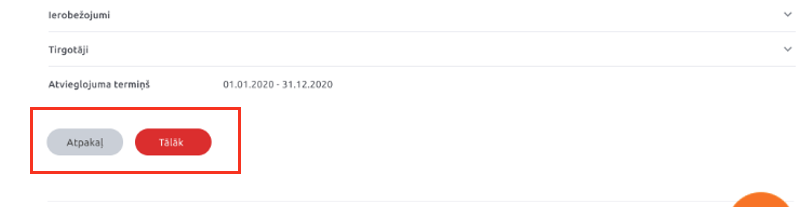 Ierobežojumi
Tirgotāji
Atvieglojuma termiņš 01.01.2020 - 31.12.2020
Atpakaļ Tālāk